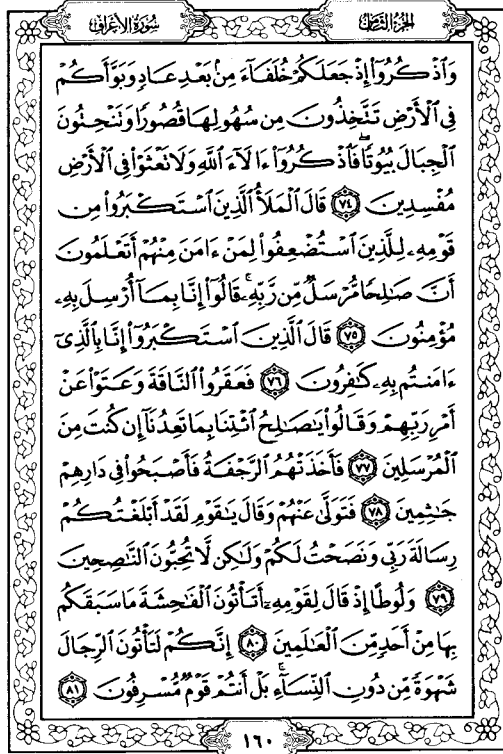 الجزء الثامن سورة الأعراف
وَٱذْكُرُوٓا۟ إِذْ جَعَلَكُمْ خُلَفَآءَ مِنۢ بَعْدِ عَادٍ وَبَوَّأَكُمْ
فِى ٱلْأَرْضِ تَتَّخِذُونَ مِن سُهُولِهَا قُصُورًا وَتَنْحِتُونَ
ٱلْجِبَالَ بُيُوتًا ۖ فَٱذْكُرُوٓا۟ ءَالَآءَ ٱللَّهِ وَلَا تَعْثَوْا۟ فِى ٱلْأَرْضِ
مُفْسِدِينَ ﴿٧٤﴾ قَالَ ٱلْمَلَأُ ٱلَّذِينَ ٱسْتَكْبَرُوا۟ مِن
قَوْمِهِۦ لِلَّذِينَ ٱسْتُضْعِفُوا۟ لِمَنْ ءَامَنَ مِنْهُمْ أَتَعْلَمُونَ
أَنَّ صَٰلِحًا مُّرْسَلٌ مِّن رَّبِّهِۦ ۚ قَالُوٓا۟ إِنَّا بِمَآ أُرْسِلَ بِهِۦ
مُؤْمِنُونَ ﴿٧٥﴾ قَالَ ٱلَّذِينَ ٱسْتَكْبَرُوٓا۟ إِنَّا بِٱلَّذِىٓ
ءَامَنتُم بِهِۦ كَٰفِرُونَ ﴿٧٦﴾ فَعَقَرُوا۟ ٱلنَّاقَةَ وَعَتَوْا۟ عَنْ
أَمْرِ رَبِّهِمْ وَقَالُوا۟ يَٰصَٰلِحُ ٱئْتِنَا بِمَا تَعِدُنَآ إِن كُنتَ مِنَ
ٱلْمُرْسَلِينَ ﴿٧٧﴾ فَأَخَذَتْهُمُ ٱلرَّجْفَةُ فَأَصْبَحُوا۟ فِى دَارِهِمْ
جَٰثِمِينَ ﴿٧٨﴾ فَتَوَلَّىٰ عَنْهُمْ وَقَالَ يَٰقَوْمِ لَقَدْ أَبْلَغْتُكُمْ
رِسَالَةَ رَبِّى وَنَصَحْتُ لَكُمْ وَلَٰكِن لَّا تُحِبُّونَ ٱلنَّٰصِحِينَ
﴿٧٩﴾ وَلُوطًا إِذْ قَالَ لِقَوْمِهِۦٓ أَتَأْتُونَ ٱلْفَٰحِشَةَ مَا سَبَقَكُم
بِهَا مِنْ أَحَدٍ مِّنَ ٱلْعَٰلَمِينَ ﴿٨٠﴾ إِنَّكُمْ لَتَأْتُونَ ٱلرِّجَالَ
شَهْوَةً مِّن دُونِ ٱلنِّسَآءِ ۚ بَلْ أَنتُمْ قَوْمٌ مُّسْرِفُونَ ﴿٨١﴾
١٦٠